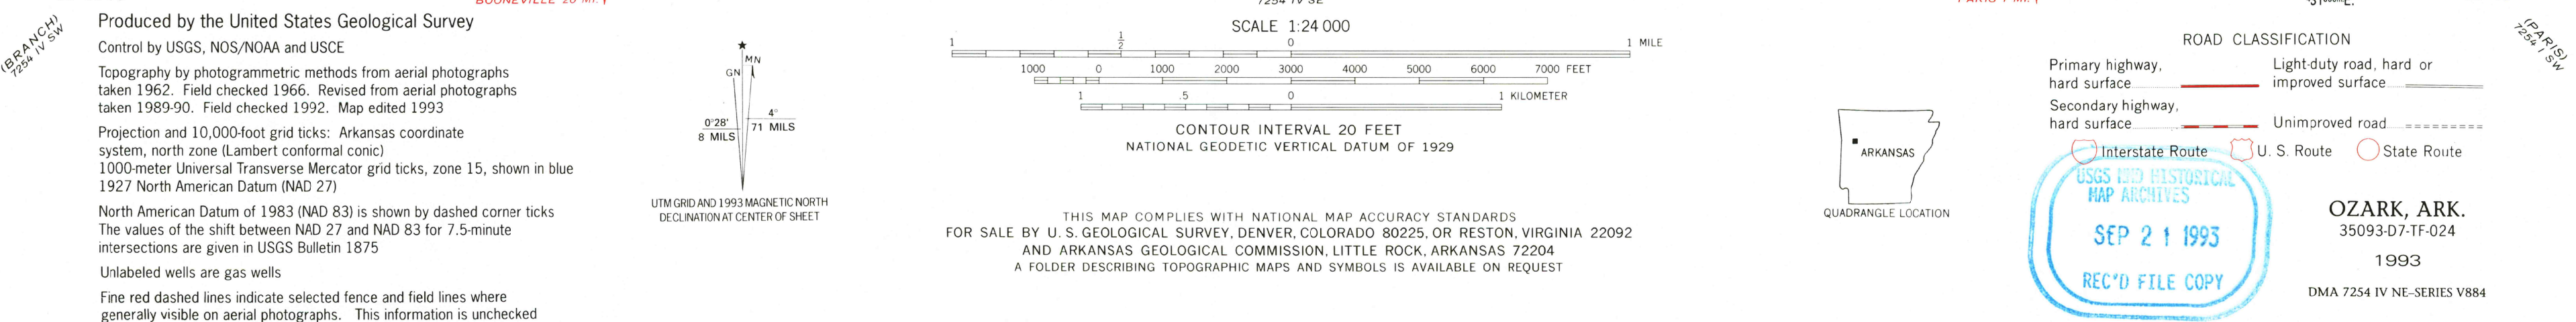 BOONEVILLE 20 MI.
7254 IV SE
(BRANCH)
7254 IV SW
Produced by the United States Geological Survey
Control by USGS, NOS/NOAA and USCE
Topography by photogrammetric methods from aerial photographs
taken 1962. Field checked 1966. Revised from aerial photographs
taken 1989-90. Field checked 1992. Map edited 1993
Projection and 10,000-foot grid ticks: Arkansas coordinate
system, north zone (Lambert conformal conic)
1000-meter Universal Transverse Mercator grid ticks, zone 15, shown in blue
1927 North American Datum (NAD 27)
North American Datum of 1983 (NAD 83) is shown by dashed corner ticks
The values of the shift between NAD 27 and NAD 83 for 7.5-minute
intersections are given in USGS Bulletin 1875
Unlabeled wells are gas wells
Fine red dashed lines indicate selected fence and field lines where
generally visible on aerial photographs. This information is unchecked
MN
GN
0°28'
8 MILS
4°
71 MILS
UTM GRID AND 1993 MAGNETIC NORTH
DECLINATION AT CENTER OF SHEET
SCALE 1:24 000
1 ½ 0 1 MILE
1000 0 1000 2000 3000 4000 5000 6000 7000 FEET
1 .5 0 1 KILOMETER
CONTOUR INTERVAL 20 FEET
NATIONAL GEODETIC VERTICAL DATUM OF 1929
THIS MAP COMPLIES WITH NATIONAL MAP ACCURACY STANDARDS
FOR SALE BY U. S. GEOLOGICAL SURVEY, DENVER, COLORADO 80225, OR RESTON, VIRGINIA 22092
AND ARKANSAS GEOLOGICAL COMMISSION, LITTLE ROCK, ARKANSAS 72204
A FOLDER DESCRIBING TOPOGRAPHIC MAPS AND SYMBOLS IS AVAILABLE ON REQUEST
ARKANSAS
QUADRANGLE LOCATION
(PARIS)
7254 I SW
ROAD CLASSIFICATION
Primary highway,
hard surface
Light-duty road, hard or
improved surface
Secondary highway,
hard surface
Unimproved road
Interstate Route
U. S. Route
State Route
USGS HISTORICAL
MAP ARCHIVES
SEP 2 1 1993
REC'D FILE COPY
OZARK, ARK.
35093-D7-TF-024
1993
DMA 7254 IV NE–SERIES V884